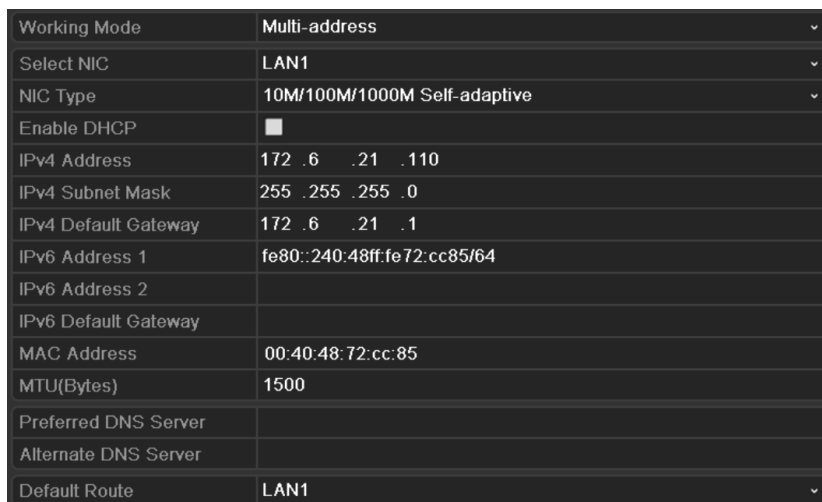 Working Mode Multi-address
Select NIC LAN1
NIC Type 10M/100M/1000M Self-adaptive
Enable DHCP
IPv4 Address 172 .6 .21 .110
IPv4 Subnet Mask 255 .255 .255 .0
IPv4 Default Gateway 172 .6 .21 .1
IPv6 Address 1 fe80::240:48ff:fe72:cc85/64
IPv6 Address 2
IPv6 Default Gateway
MAC Address 00:40:48:72:cc:85
MTU(Bytes) 1500
Preferred DNS Server
Alternate DNS Server
Default Route LAN1